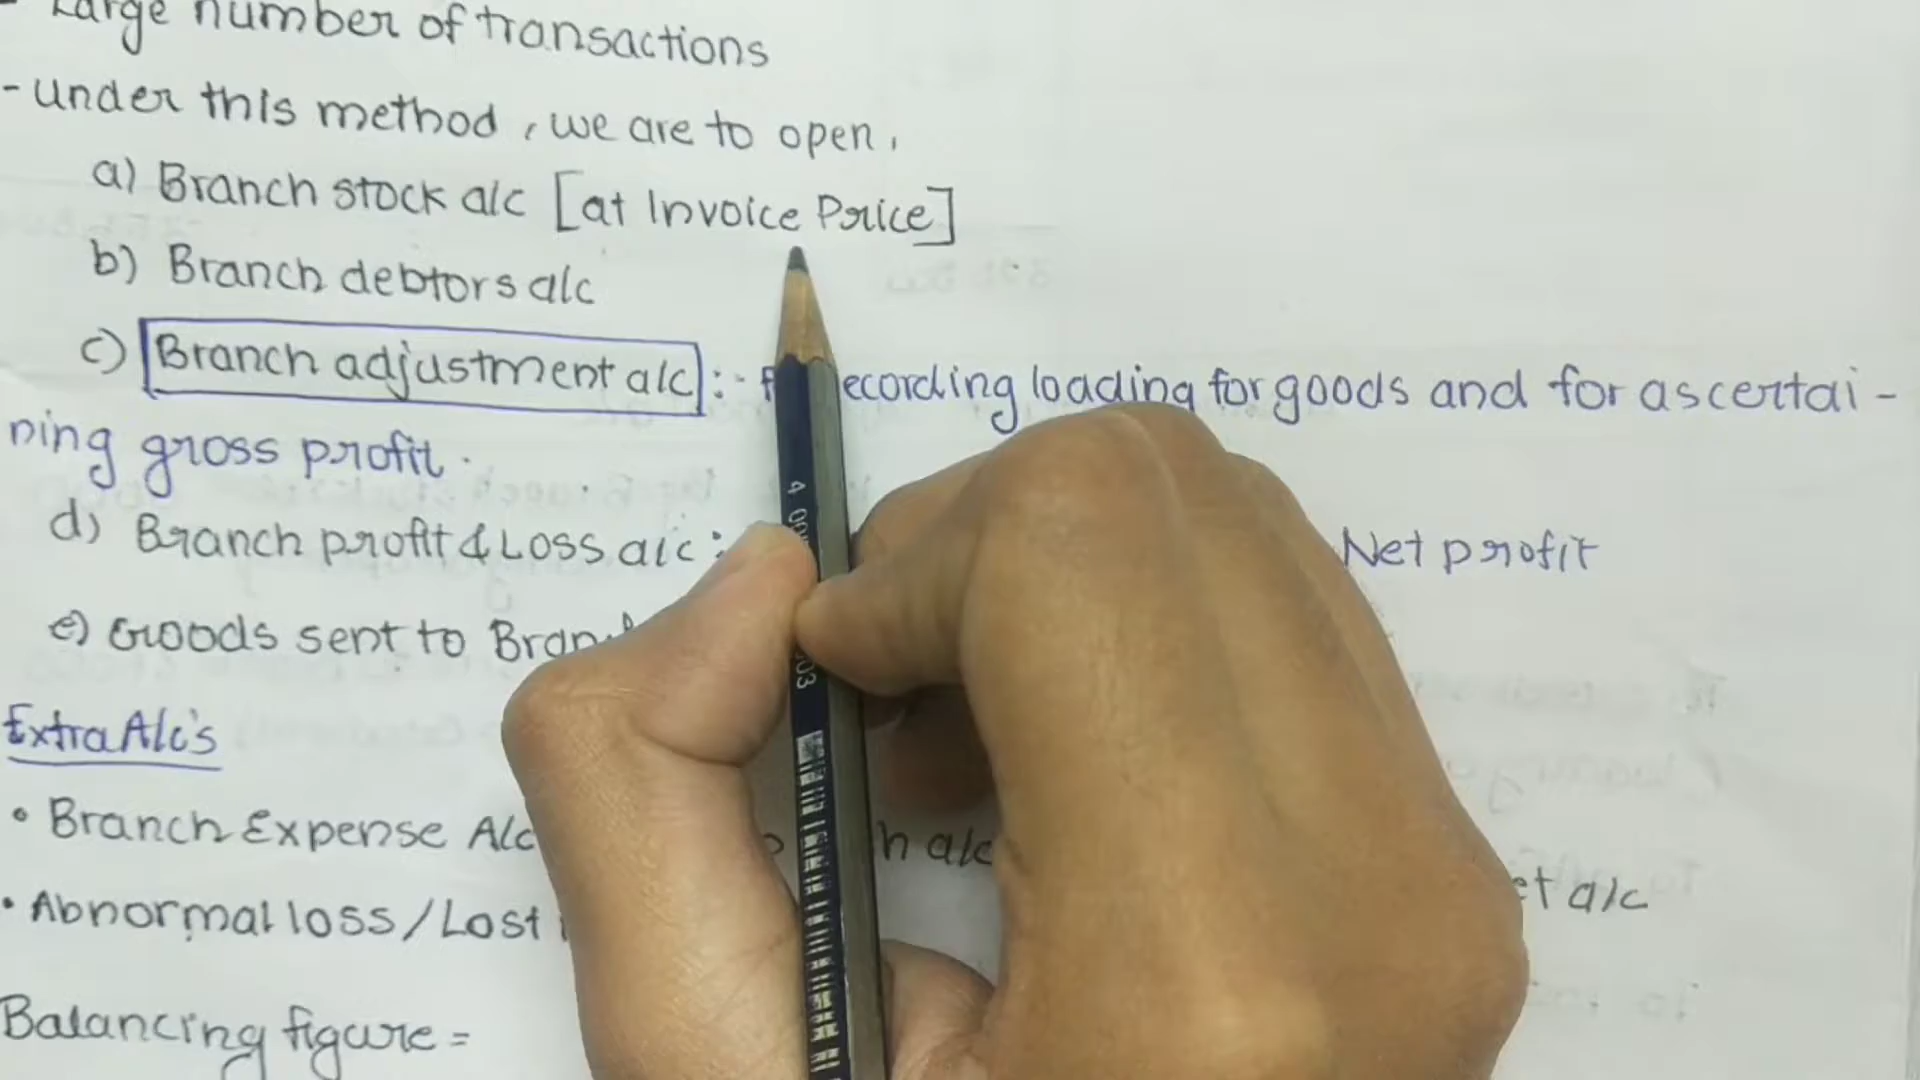 - Large number of transactions
- Under this method, we are to open,
a) Branch stock a/c [at Invoice Price]
b) Branch debtors a/c
c) Branch adjustment a/c :- recording loading for goods and for ascertai-
ning gross profit.
d) Branch profit & Loss a/c : Net profit
e) Goods sent to
Extra A/c's
• Branch Expense A/c a/c
• Abnormal loss/Lost a/c
Balancing figure =